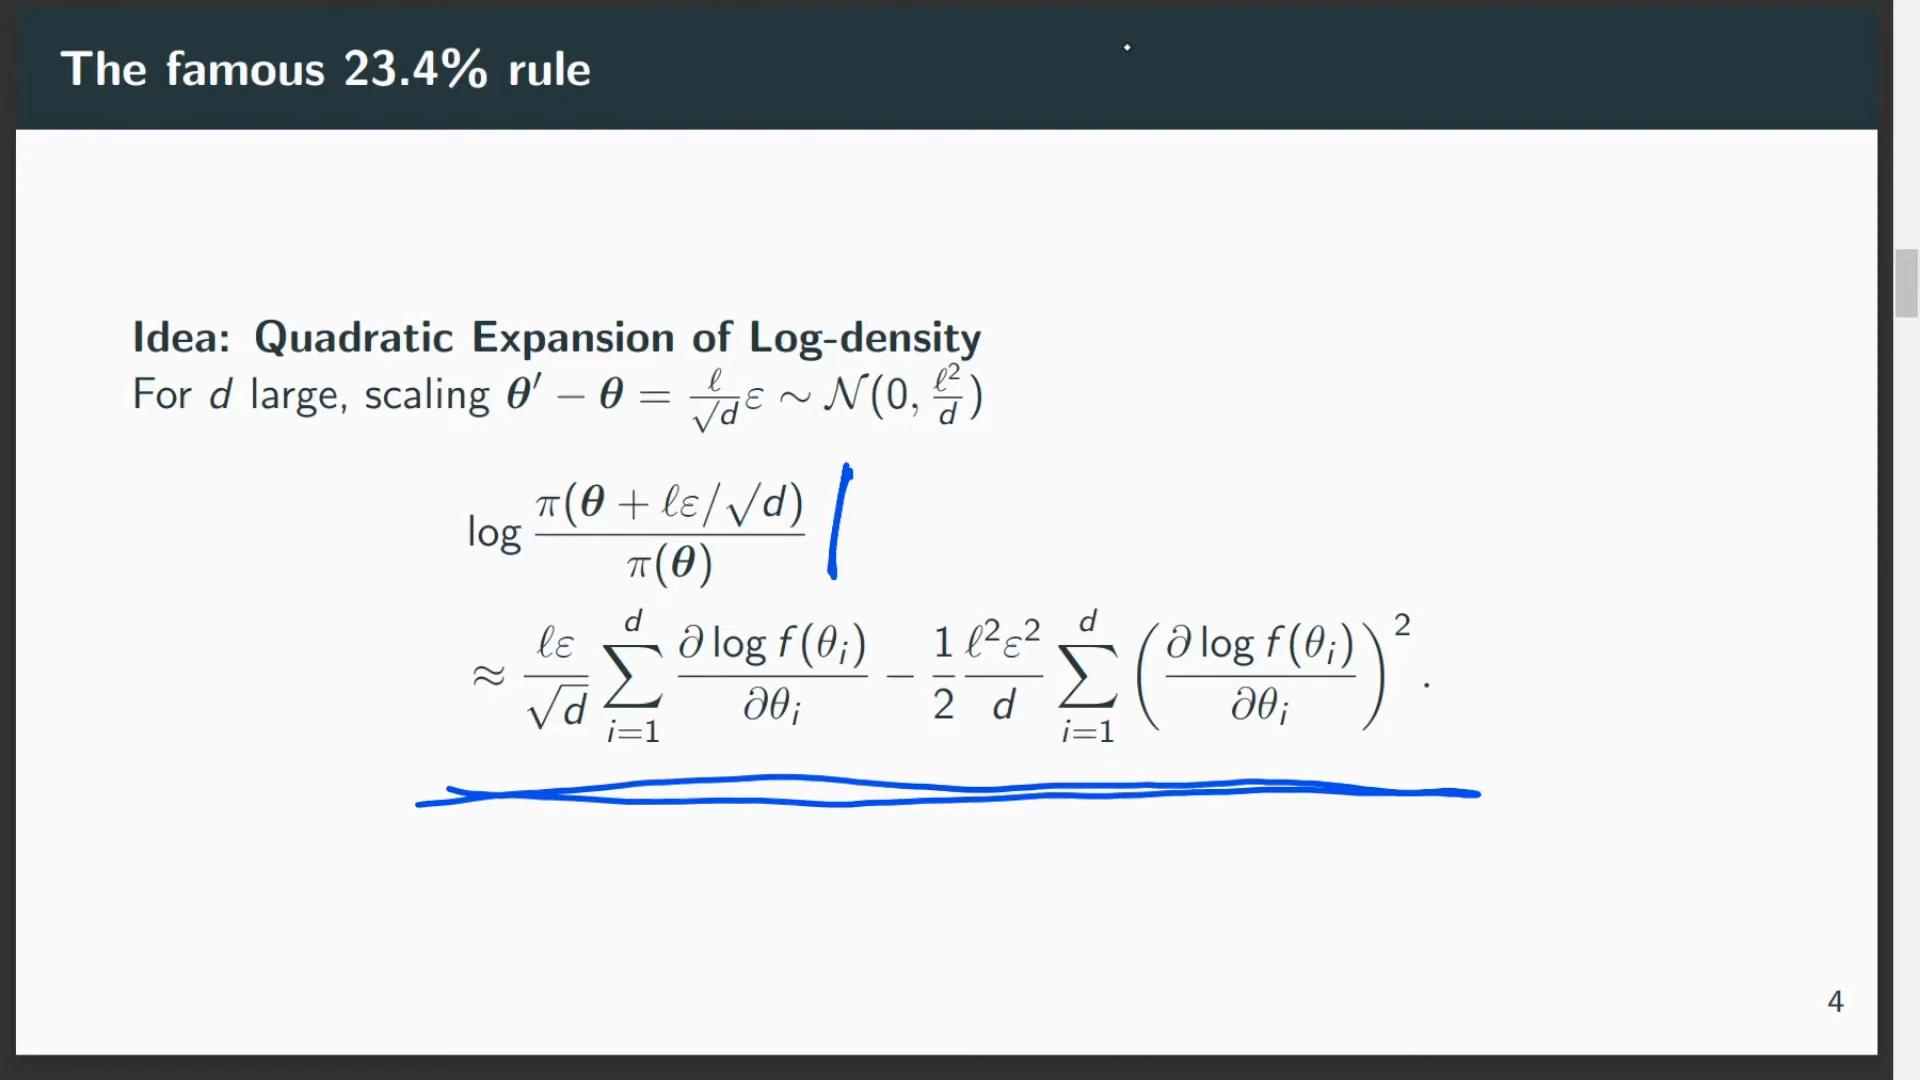 The famous 23.4% rule
Idea: Quadratic Expansion of Log-density
For d large, scaling θ′ − θ = ℓ/√d ε ∼ N(0, ℓ²/d)
log π(θ + ℓε/√d) / π(θ)
≈ ℓε/√d ∑_{i=1}^{d} ∂ log f(θ_i)/∂θ_i − 1/2 ℓ²ε²/d ∑_{i=1}^{d} (∂ log f(θ_i)/∂θ_i)² .
4